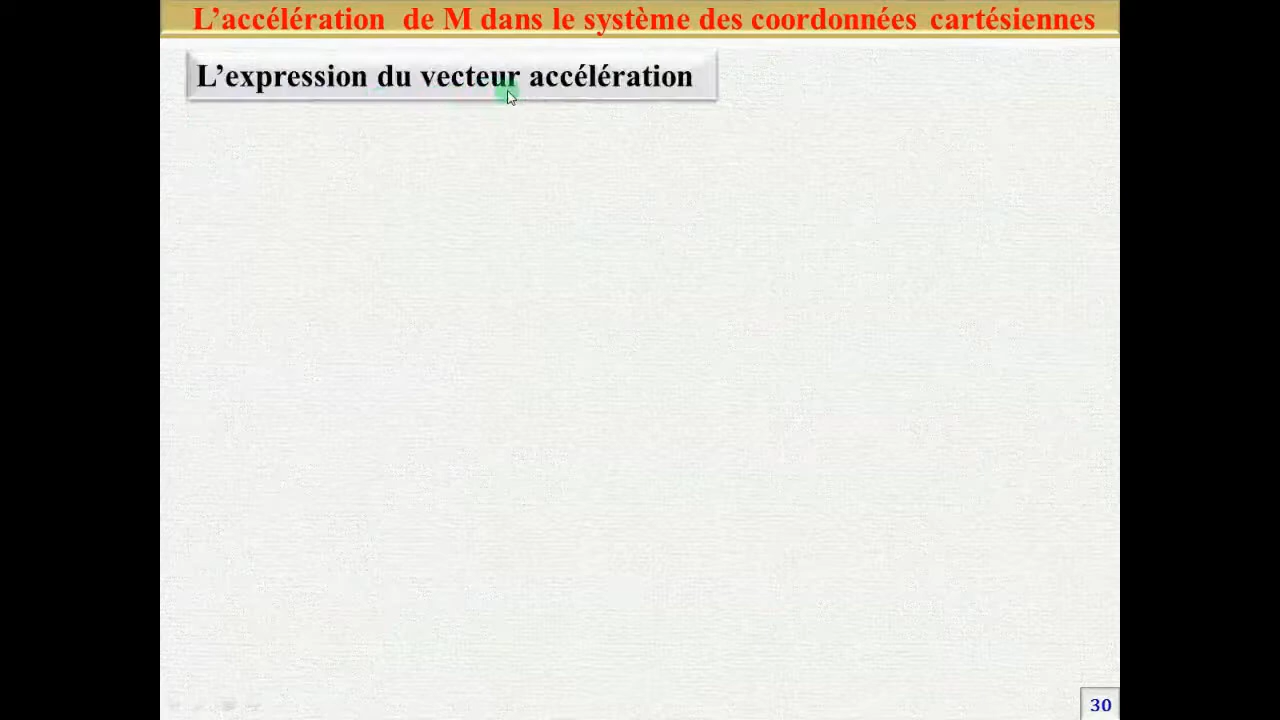 L’accélération de M dans le système des coordonnées cartésiennes
L’expression du vecteur accélération
30